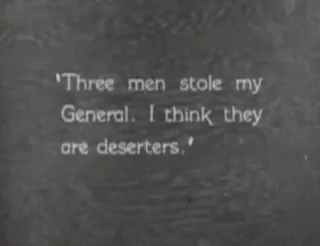 'Three men stole my
General. I think they
are deserters.'